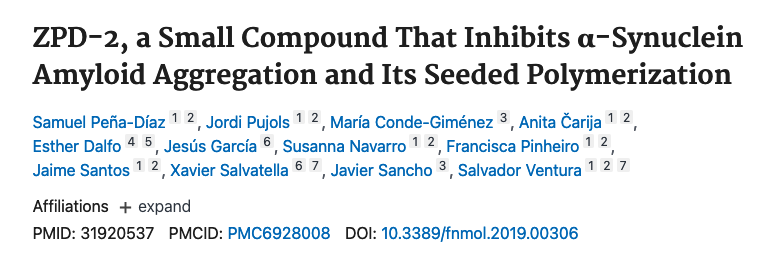 ZPD-2, a Small Compound That Inhibits α-Synuclein
Amyloid Aggregation and Its Seeded Polymerization
Samuel Peña-Díaz 1 2, Jordi Pujols 1 2, María Conde-Giménez 3, Anita Čarija 1 2,
Esther Dalfo 4 5, Jesús García 6, Susanna Navarro 1 2, Francisca Pinheiro 1 2,
Jaime Santos 1 2, Xavier Salvatella 6 7, Javier Sancho 3, Salvador Ventura 1 2 7
Affiliations + expand
PMID: 31920537 PMCID: PMC6928008 DOI: 10.3389/fnmol.2019.00306